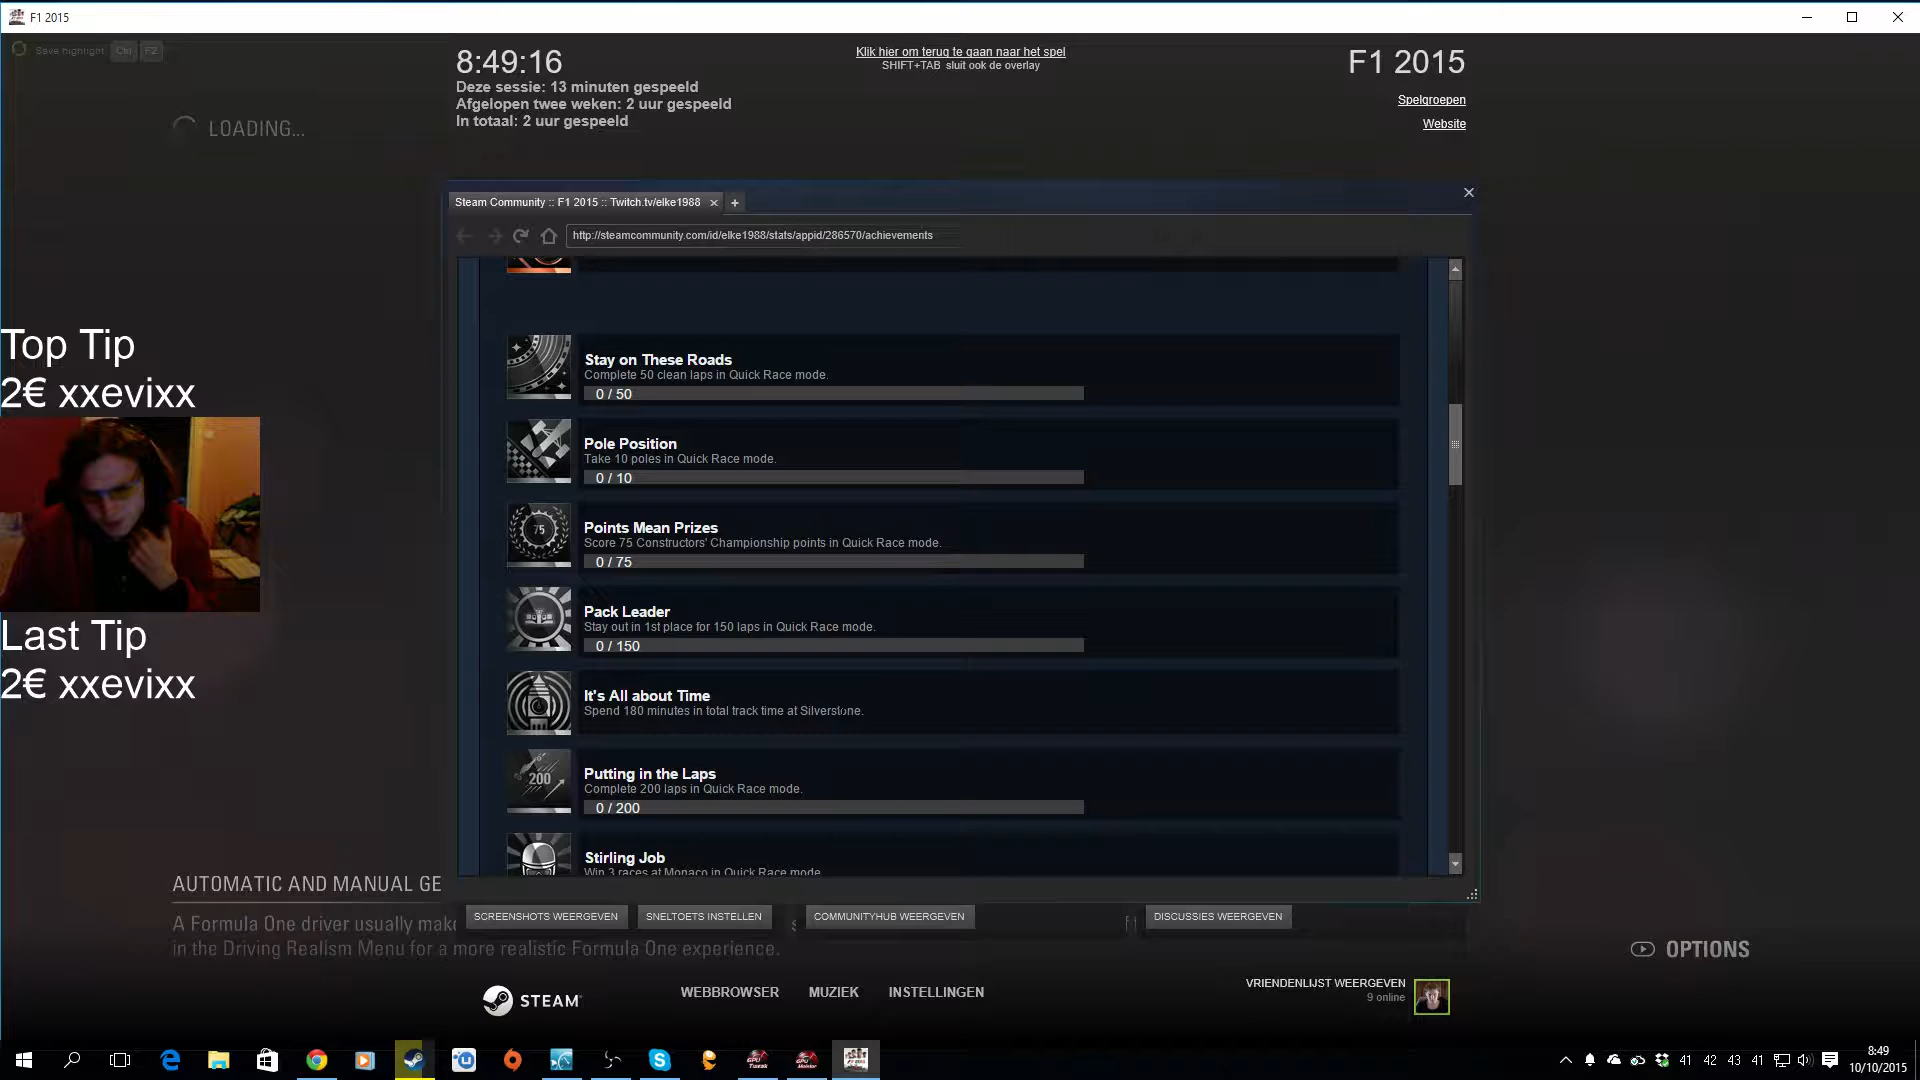 F1 2015
Save highlight Ctrl F2
8:49:16
Deze sessie: 13 minuten gespeeld
Afgelopen twee weken: 2 uur gespeeld
In totaal: 2 uur gespeeld
Klik hier om terug te gaan naar het spel
SHIFT+TAB sluit ook de overlay
F1 2015
Spelgroepen
Website
LOADING...
Steam Community :: F1 2015 :: Twitch.tv/elke1988
http://steamcommunity.com/id/elke1988/stats/appid/286570/achievements
Top Tip
2€ xxevixx
Last Tip
2€ xxevixx
Stay on These Roads
Complete 50 clean laps in Quick Race mode.
0 / 50
Pole Position
Take 10 poles in Quick Race mode.
0 / 10
75
Points Mean Prizes
Score 75 Constructors' Championship points in Quick Race mode.
0 / 75
Pack Leader
Stay out in 1st place for 150 laps in Quick Race mode.
0 / 150
It's All about Time
Spend 180 minutes in total track time at Silverstone.
200
Putting in the Laps
Complete 200 laps in Quick Race mode.
0 / 200
Stirling Job
Win 3 races at Monaco in Quick Race mode
AUTOMATIC AND MANUAL GE
A Formula One driver usually make
in the Driving Realism Menu for a more realistic Formula One experience.
SCREENSHOTS WEERGEVEN
SNELTOETS INSTELLEN
COMMUNITYHUB WEERGEVEN
DISCUSSIES WEERGEVEN
OPTIONS
STEAM
WEBBROWSER
MUZIEK
INSTELLINGEN
VRIENDENLIJST WEERGEVEN
9 online
41 42 43 41
8:49
10/10/2015